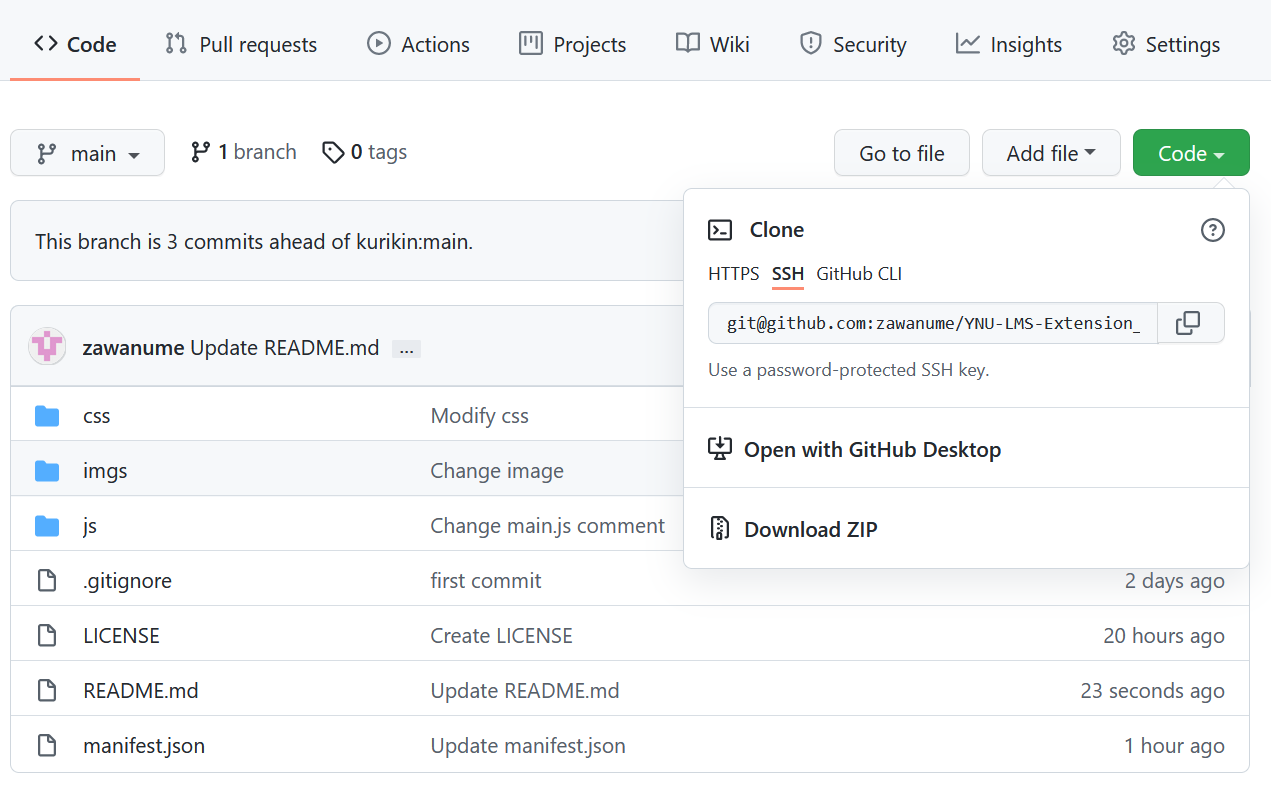 Code Pull requests Actions Projects Wiki Security Insights Settings
main 1 branch 0 tags Go to file Add file Code
This branch is 3 commits ahead of kurikin:main.
Clone
HTTPS SSH GitHub CLI
git@github.com:zawanume/YNU-LMS-Extension_
Use a password-protected SSH key.
Open with GitHub Desktop
Download ZIP
zawanume Update README.md ...
css Modify css
imgs Change image
js Change main.js comment
.gitignore first commit 2 days ago
LICENSE Create LICENSE 20 hours ago
README.md Update README.md 23 seconds ago
manifest.json Update manifest.json 1 hour ago